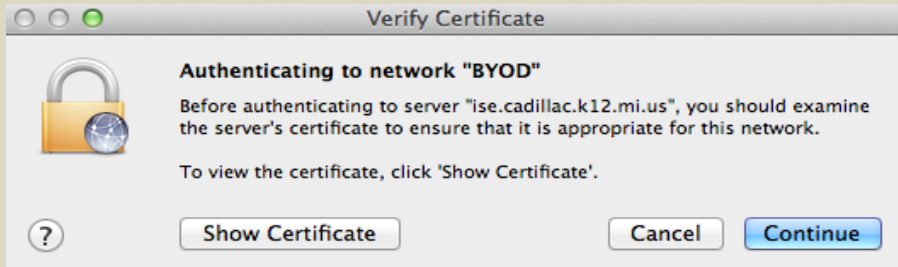 Verify Certificate
Authenticating to network "BYOD"
Before authenticating to server "ise.cadillac.k12.mi.us", you should examine
the server's certificate to ensure that it is appropriate for this network.
To view the certificate, click 'Show Certificate'.
? Show Certificate Cancel Continue